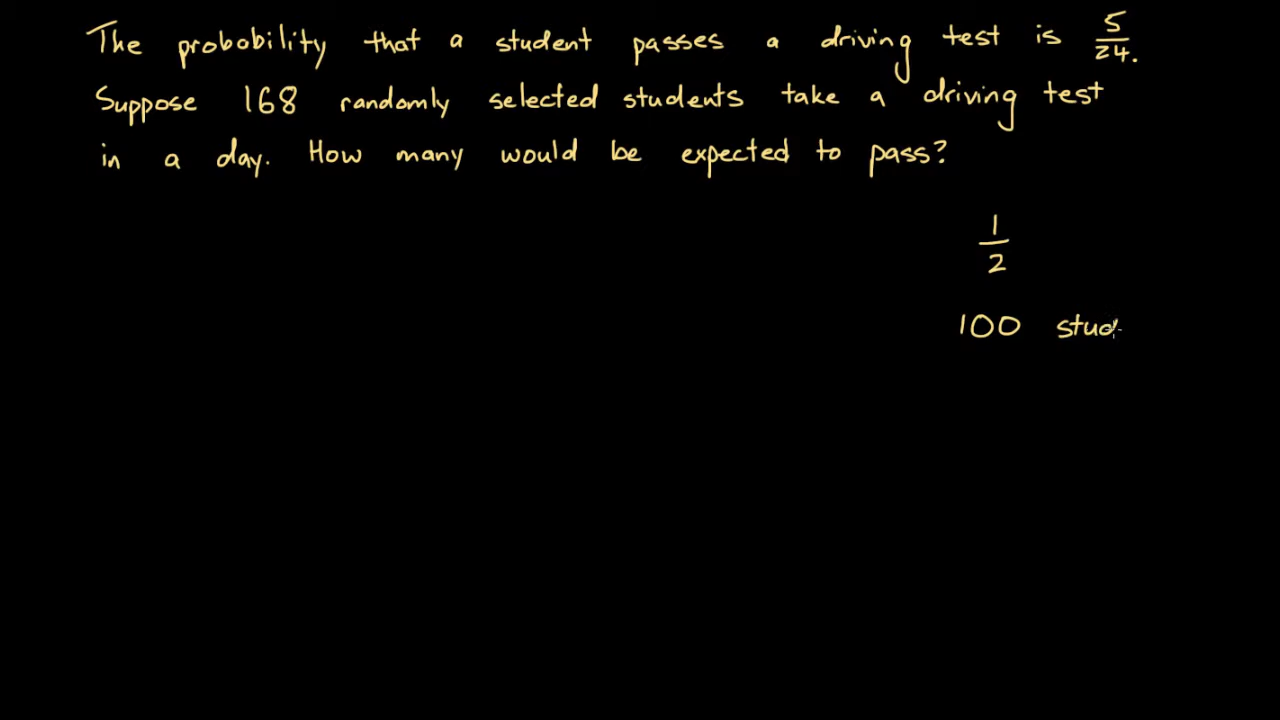 The probability that a student passes a driving test is 5/24.
Suppose 168 randomly selected students take a driving test
in a day. How many would be expected to pass?
1/2
100 stud